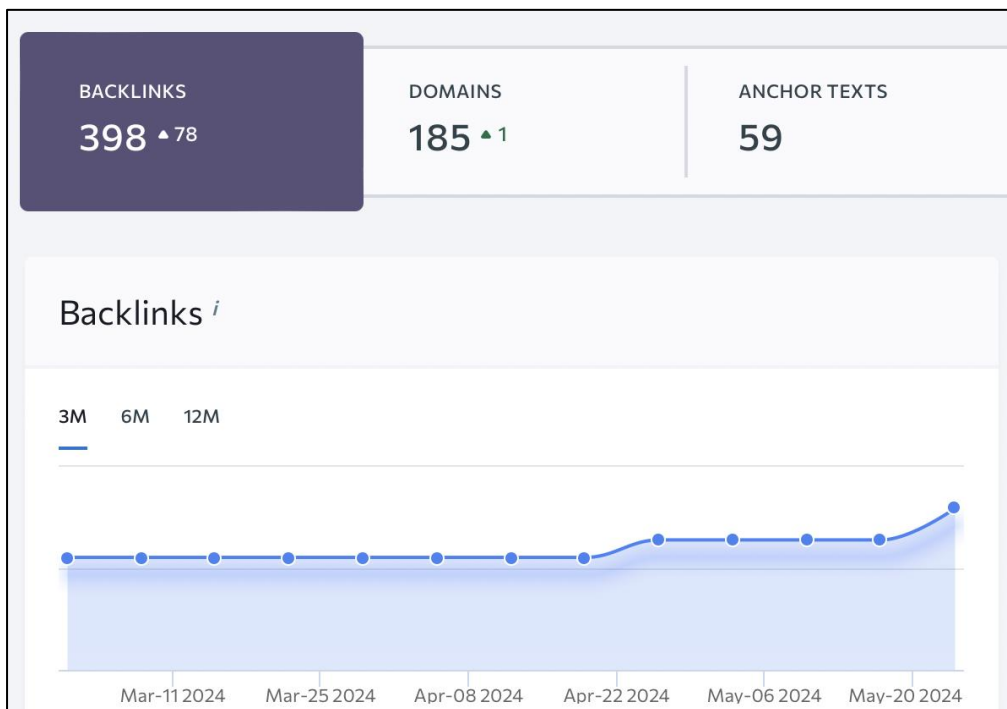 BACKLINKS
398 ▲ 78
DOMAINS
185 ▲ 1
ANCHOR TEXTS
59
Backlinks i
3M 6M 12M
Mar-11 2024 Mar-25 2024 Apr-08 2024 Apr-22 2024 May-06 2024 May-20 2024